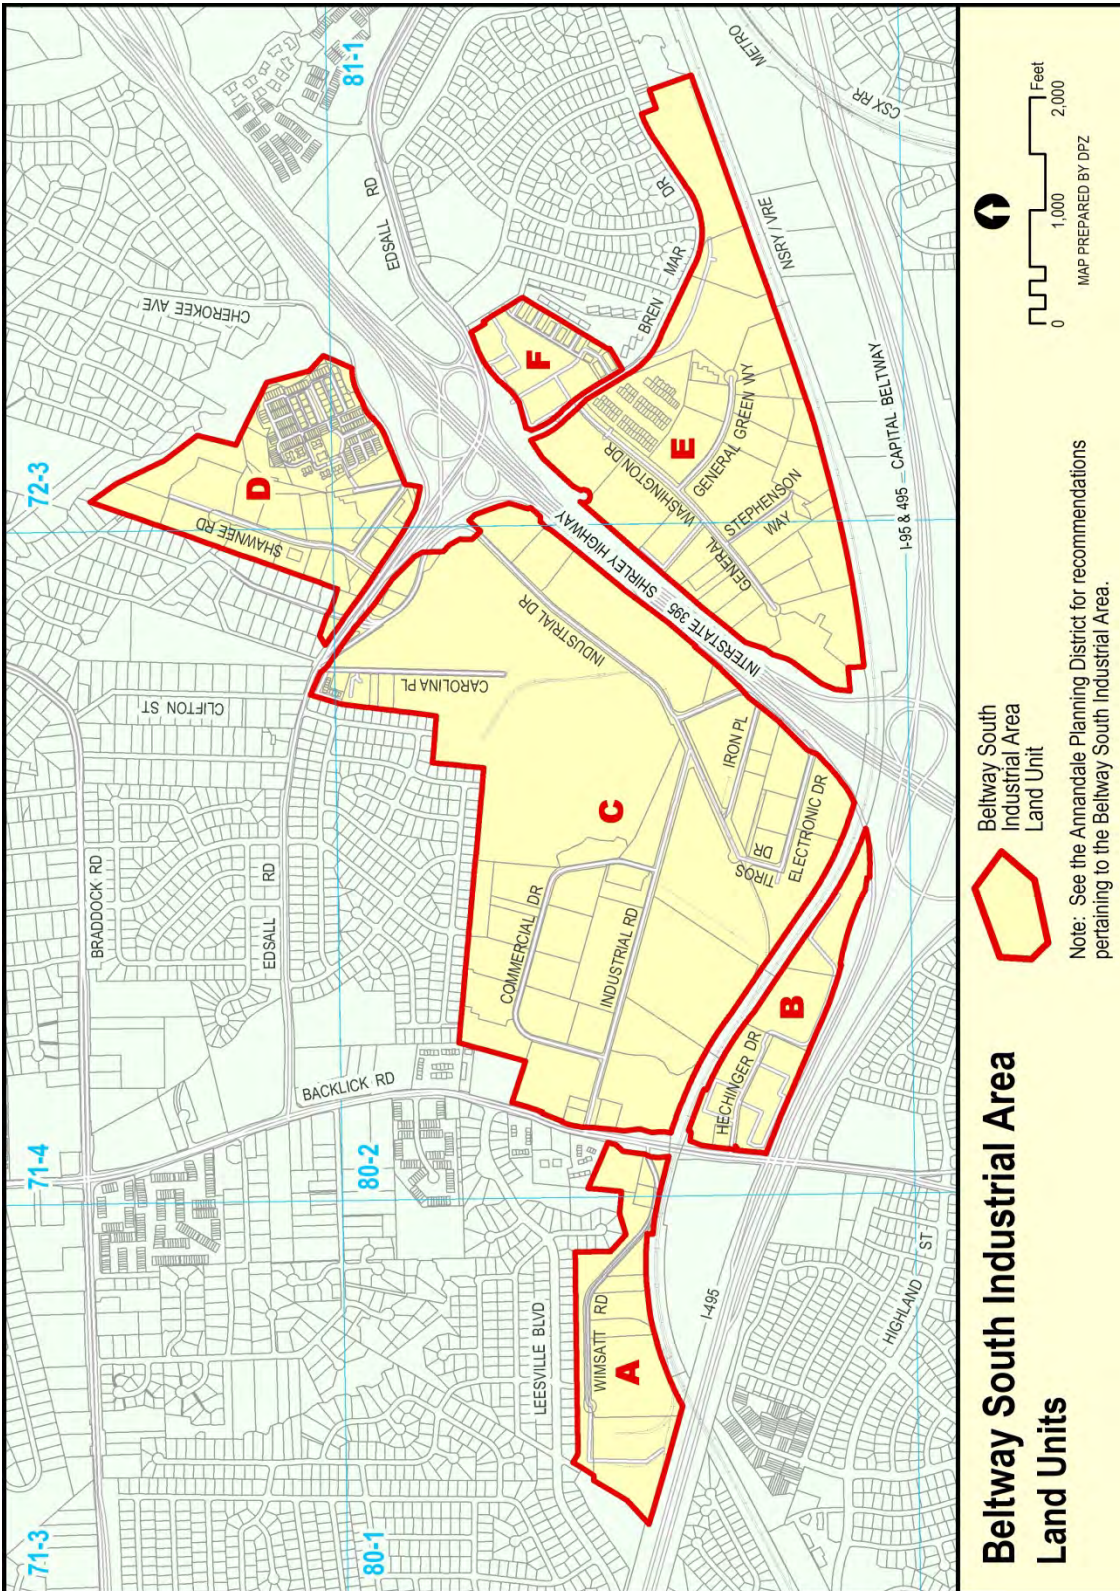 71-3
71-4
72-3
81-1
80-1
80-2
BRADDOCK RD
CLIFTON ST
CHEROKEE AVE
EDSALL RD
EDSALL RD
BACKLICK RD
SHAWNEE RD
D
CAROLINA PL
INDUSTRIAL DR
F
BREN MAR DR
METRO
CSX RR
LEESVILLE BLVD
WIMSATT RD
A
COMMERCIAL DR
INDUSTRIAL RD
C
IRON PL
TIROS DR
ELECTRONIC DR
INTERSTATE 395 SHIRLEY HIGHWAY
GENERAL WASHINGTON DR
E
GENERAL GREEN WY
STEPHENSON WAY
NSRY / VRE
HECHINGER DR
B
I-495
I-95 & 495 CAPITAL BELTWAY
HIGHLAND ST
Beltway South Industrial Area
Land Units
Beltway South
Industrial Area
Land Unit
Note: See the Annandale Planning District for recommendations
pertaining to the Beltway South Industrial Area.
0 1,000 2,000 Feet
MAP PREPARED BY DPZ